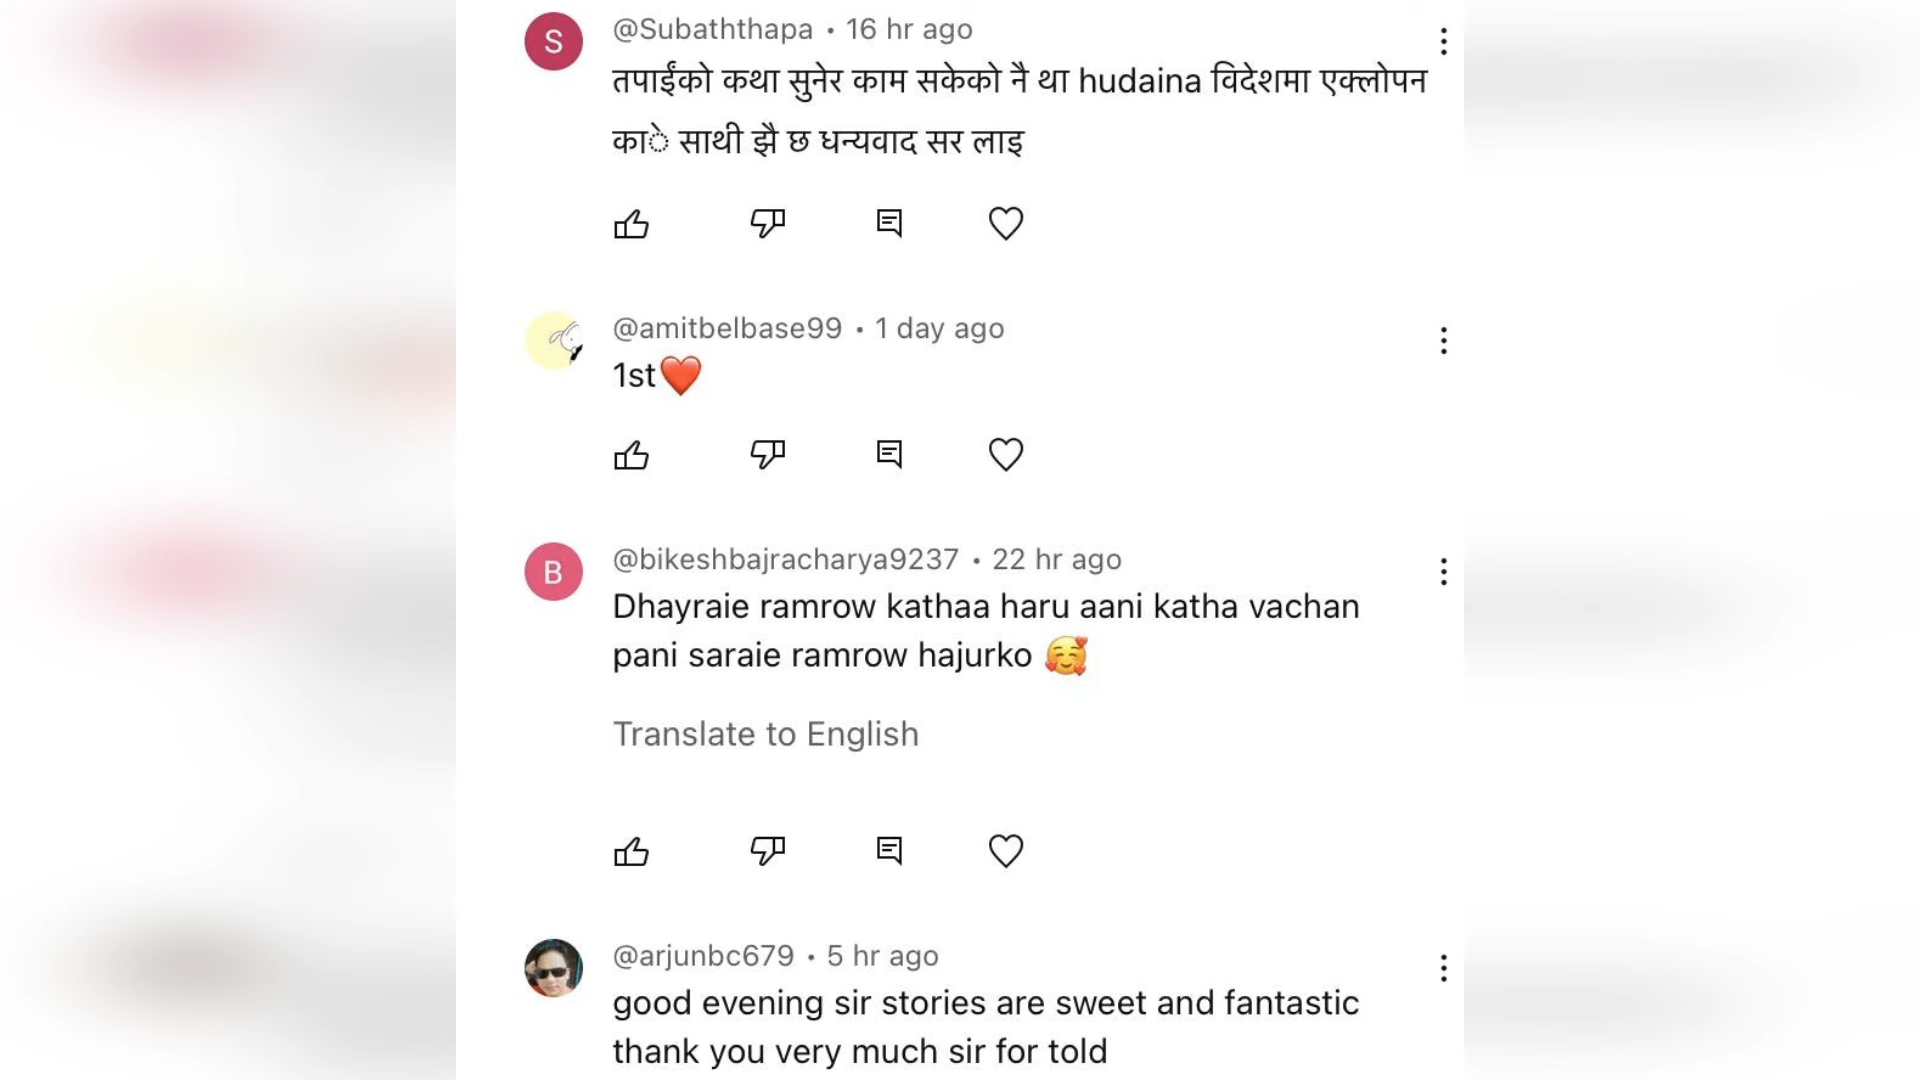 S
@Subaththapa • 16 hr ago
तपाईंको कथा सुनेर काम सकेको नै था hudaina विदेशमा एक्लोपन
काे साथी झै छ धन्यवाद सर लाइ
@amitbelbase99 • 1 day ago
1st❤️
B
@bikeshbajracharya9237 • 22 hr ago
Dhayraie ramrow kathaa haru aani katha vachan
pani saraie ramrow hajurko 🥰
Translate to English
@arjunbc679 • 5 hr ago
good evening sir stories are sweet and fantastic
thank you very much sir for told